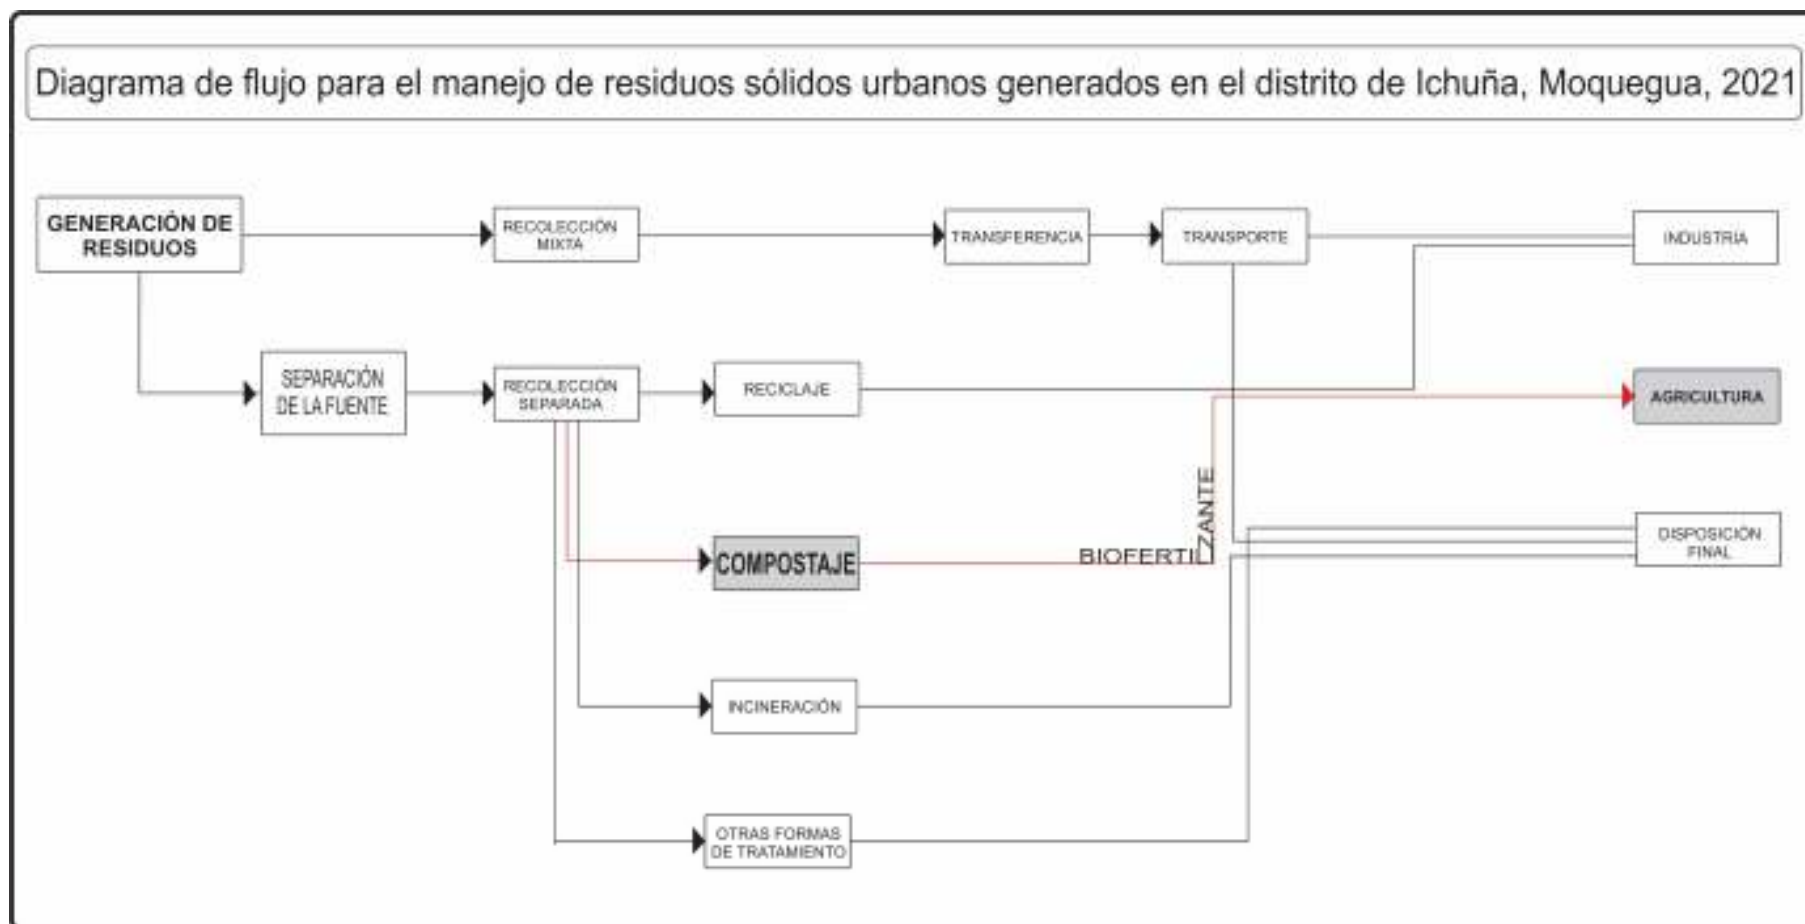 Diagrama de flujo para el manejo de residuos sólidos urbanos generados en el distrito de Ichuña, Moquegua, 2021
GENERACIÓN DE
RESIDUOS
RECOLECCIÓN
MIXTA
TRANSFERENCIA
TRANSPORTE
INDUSTRIA
SEPARACIÓN
DE LA FUENTE
RECOLECCIÓN
SEPARADA
RECICLAJE
AGRICULTURA
COMPOSTAJE
BIOFERTILZANTE
DISPOSICIÓN
FINAL
INCINERACIÓN
OTRAS FORMAS
DE TRATAMIENTO